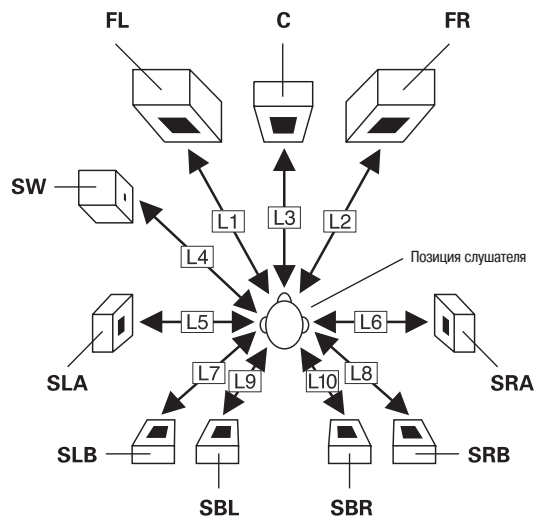 FL C FR
SW
L1 L3 L2
L4
Позиция слушателя
L5 L6
SLA SRA
L7 L9 L10 L8
SLB SRB
SBL SBR